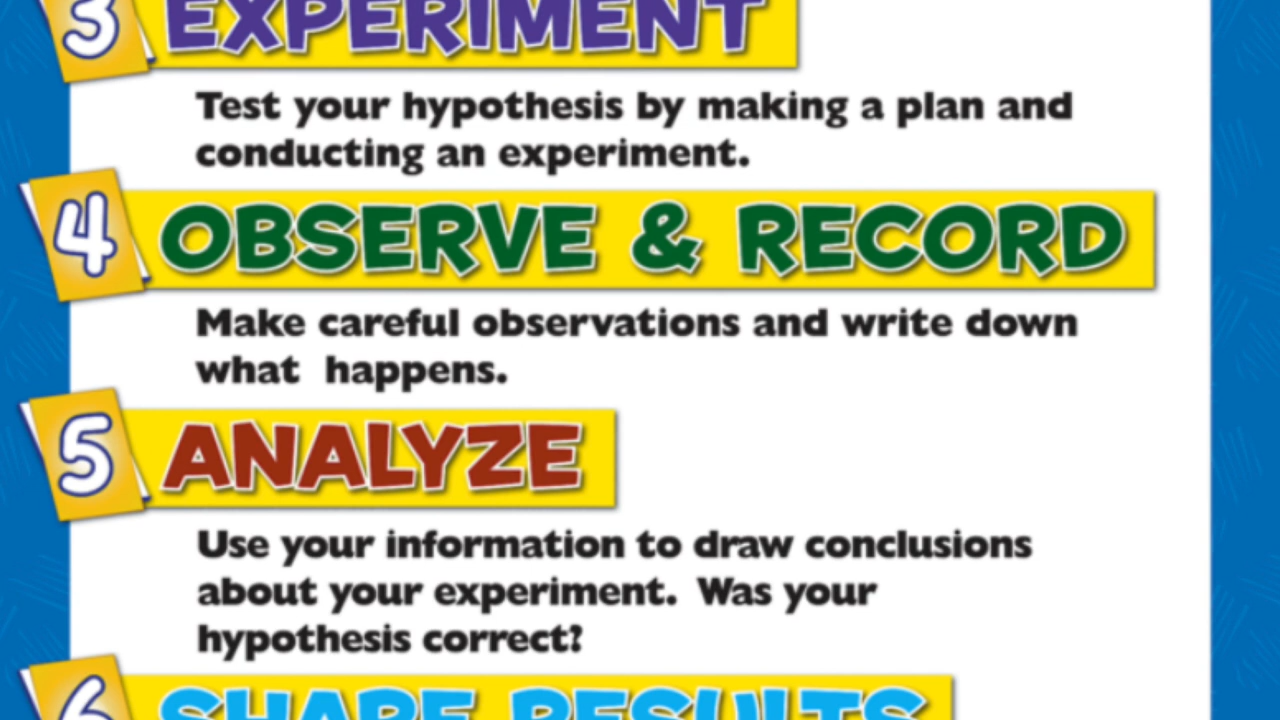 3 EXPERIMENT
Test your hypothesis by making a plan and
conducting an experiment.
4 OBSERVE & RECORD
Make careful observations and write down
what happens.
5 ANALYZE
Use your information to draw conclusions
about your experiment. Was your
hypothesis correct?
6 SHARE RESULTS